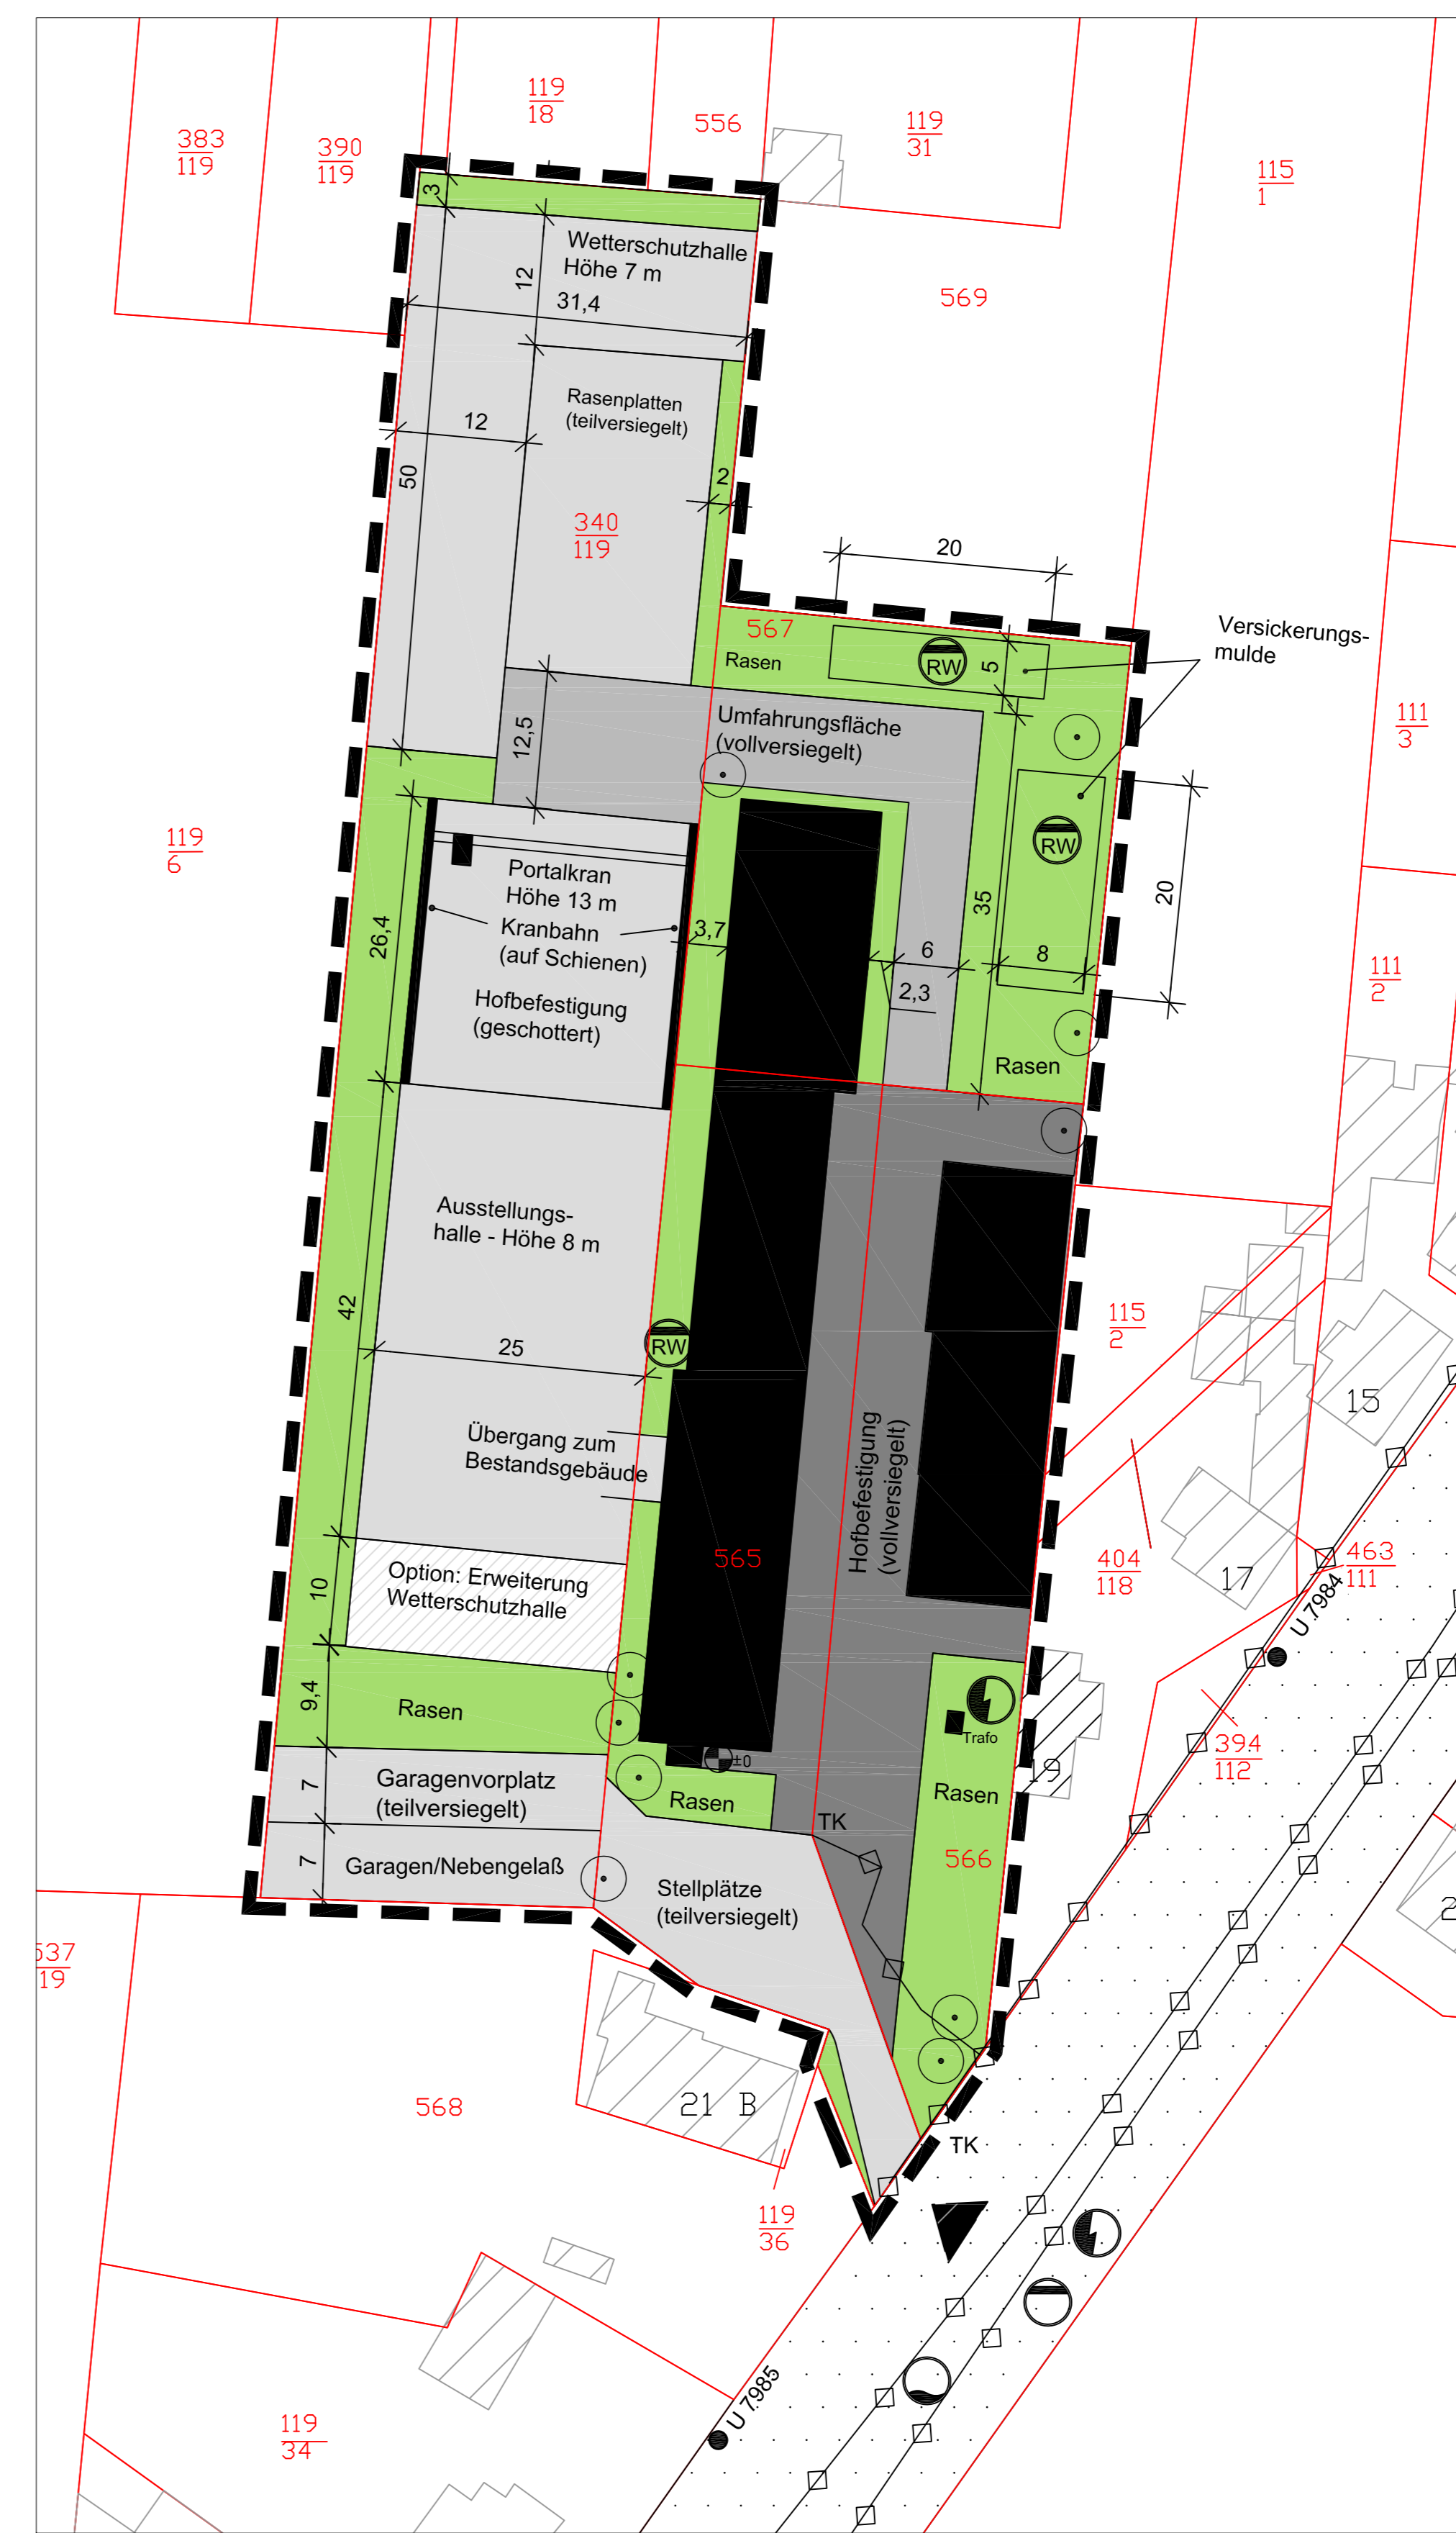 119
18
556
119
31
383
119
390
119
115
1
3
Wetterschutzhalle
Höhe 7 m
12
31,4
569
Rasenplatten
(teilversiegelt)
12
50
2
340
119
20
567
Rasen
RW
5
Versickerungs-
mulde
111
3
Umfahrungsfläche
(vollversiegelt)
12,5
119
6
RW
20
Portalkran
Höhe 13 m
Kranbahn
(auf Schienen)
26,4
3,7
35
6
8
2,3
111
2
Hofbefestigung
(geschottert)
Rasen
Ausstellungs-
halle - Höhe 8 m
42
25
RW
115
2
15
Übergang zum
Bestandsgebäude
Hofbefestigung
(vollversiegelt)
565
404
118
17
463
111
U 7984
Option: Erweiterung
Wetterschutzhalle
10
9,4
Rasen
Trafo
±0
394
112
19
7
Garagenvorplatz
(teilversiegelt)
Rasen
Rasen
TK
566
7
Garagen/Nebengelaß
Stellplätze
(teilversiegelt)
537
19
2
568
21 B
TK
119
36
U 7985
119
34